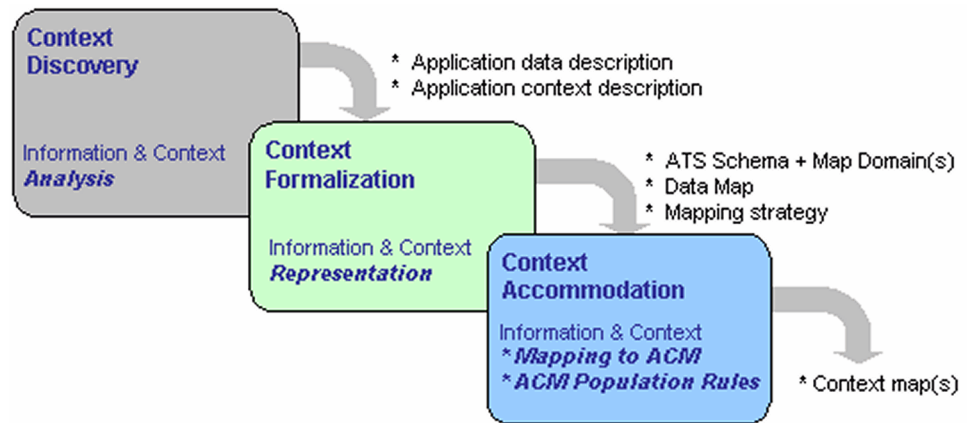 Context
Discovery
Information & Context
Analysis
* Application data description
* Application context description
Context
Formalization
Information & Context
Representation
* ATS Schema + Map Domain(s)
* Data Map
* Mapping strategy
Context
Accommodation
Information & Context
* Mapping to ACM
* ACM Population Rules
* Context map(s)